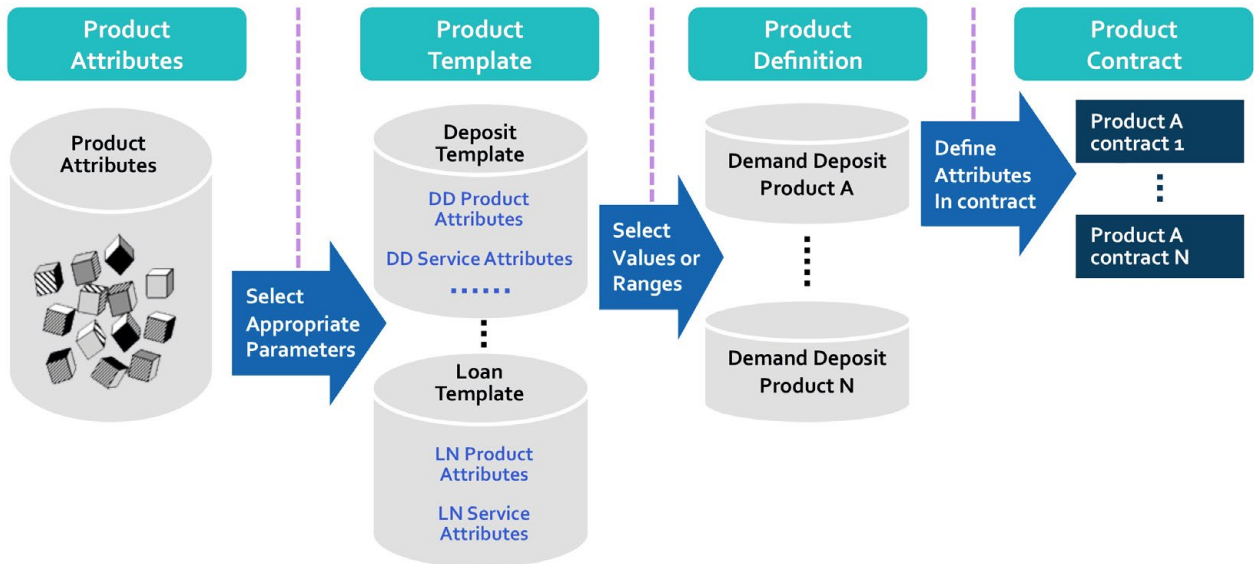 Product
Attributes
Product
Template
Product
Definition
Product
Contract
Product
Attributes
Select
Appropriate
Parameters
Deposit
Template
DD Product
Attributes
DD Service Attributes
......
Loan
Template
LN Product
Attributes
LN Service
Attributes
Select
Values or
Ranges
Demand Deposit
Product A
Demand Deposit
Product N
Define
Attributes
In contract
Product A
contract 1
Product A
contract N